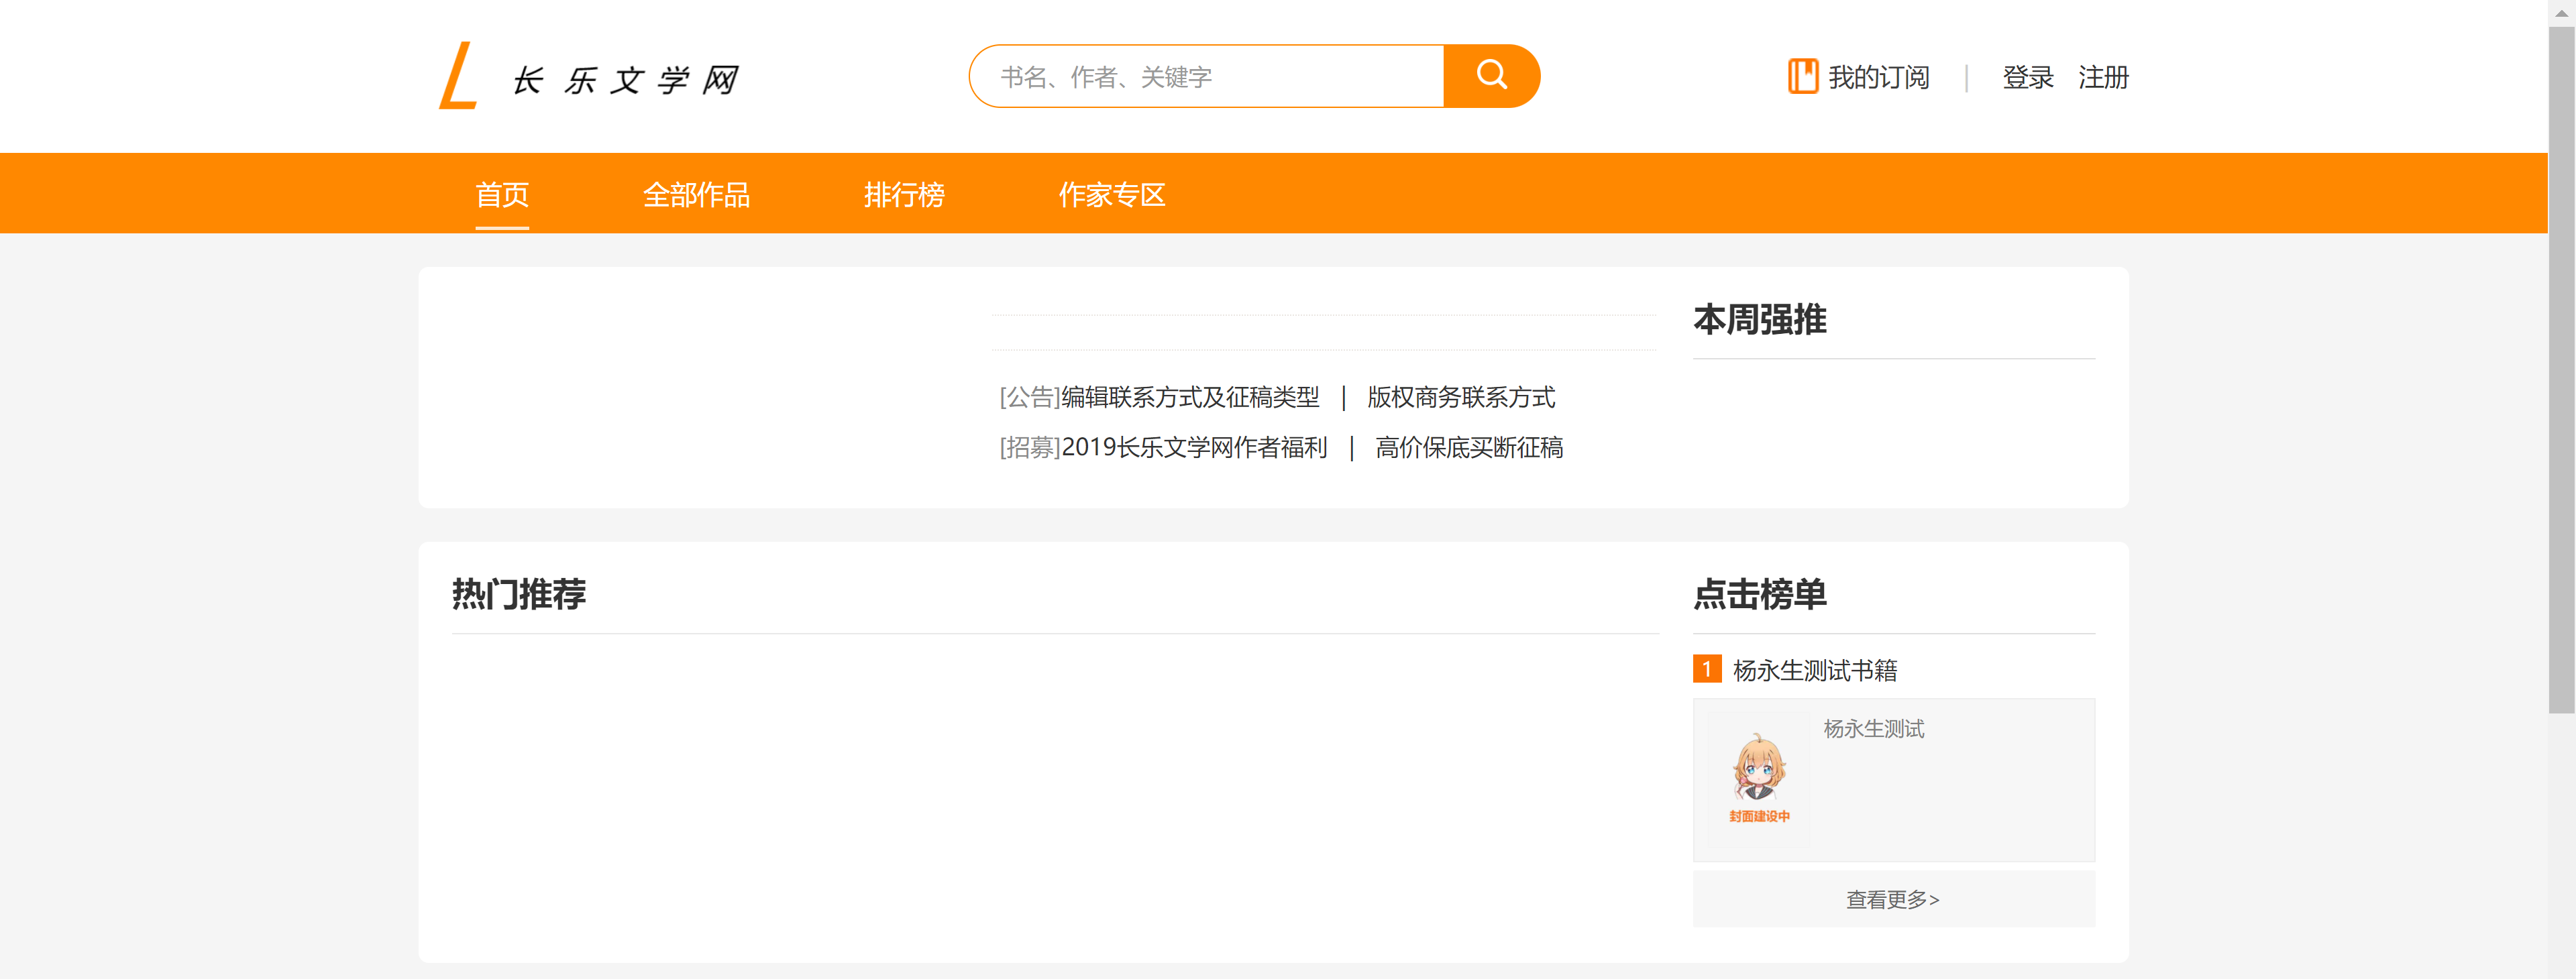 L 长乐文学网
书名、作者、关键字
我的订阅 | 登录 注册
首页 全部作品 排行榜 作家专区
本周强推
[公告]编辑联系方式及征稿类型 | 版权商务联系方式
[招募]2019长乐文学网作者福利 | 高价保底买断征稿
热门推荐
点击榜单
1 杨永生测试书籍
杨永生测试
封面建设中
查看更多>